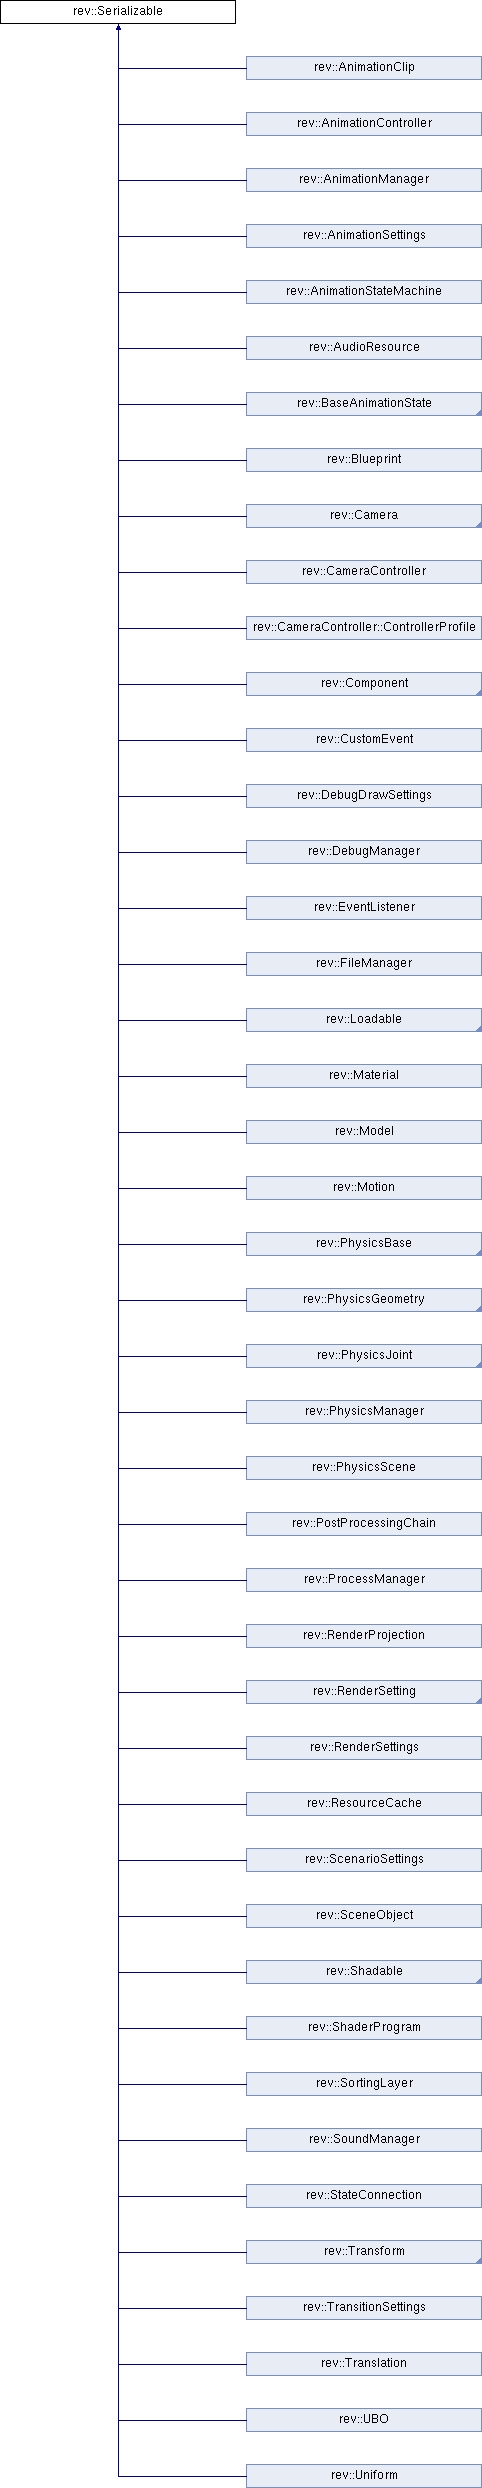 rev::Serializable
rev::AnimationClip
rev::AnimationController
rev::AnimationManager
rev::AnimationSettings
rev::AnimationStateMachine
rev::AudioResource
rev::BaseAnimationState
rev::Blueprint
rev::Camera
rev::CameraController
rev::CameraController::ControllerProfile
rev::Component
rev::CustomEvent
rev::DebugDrawSettings
rev::DebugManager
rev::EventListener
rev::FileManager
rev::Loadable
rev::Material
rev::Model
rev::Motion
rev::PhysicsBase
rev::PhysicsGeometry
rev::PhysicsJoint
rev::PhysicsManager
rev::PhysicsScene
rev::PostProcessingChain
rev::ProcessManager
rev::RenderProjection
rev::RenderSetting
rev::RenderSettings
rev::ResourceCache
rev::ScenarioSettings
rev::SceneObject
rev::Shadable
rev::ShaderProgram
rev::SortingLayer
rev::SoundManager
rev::StateConnection
rev::Transform
rev::TransitionSettings
rev::Translation
rev::UBO
rev::Uniform